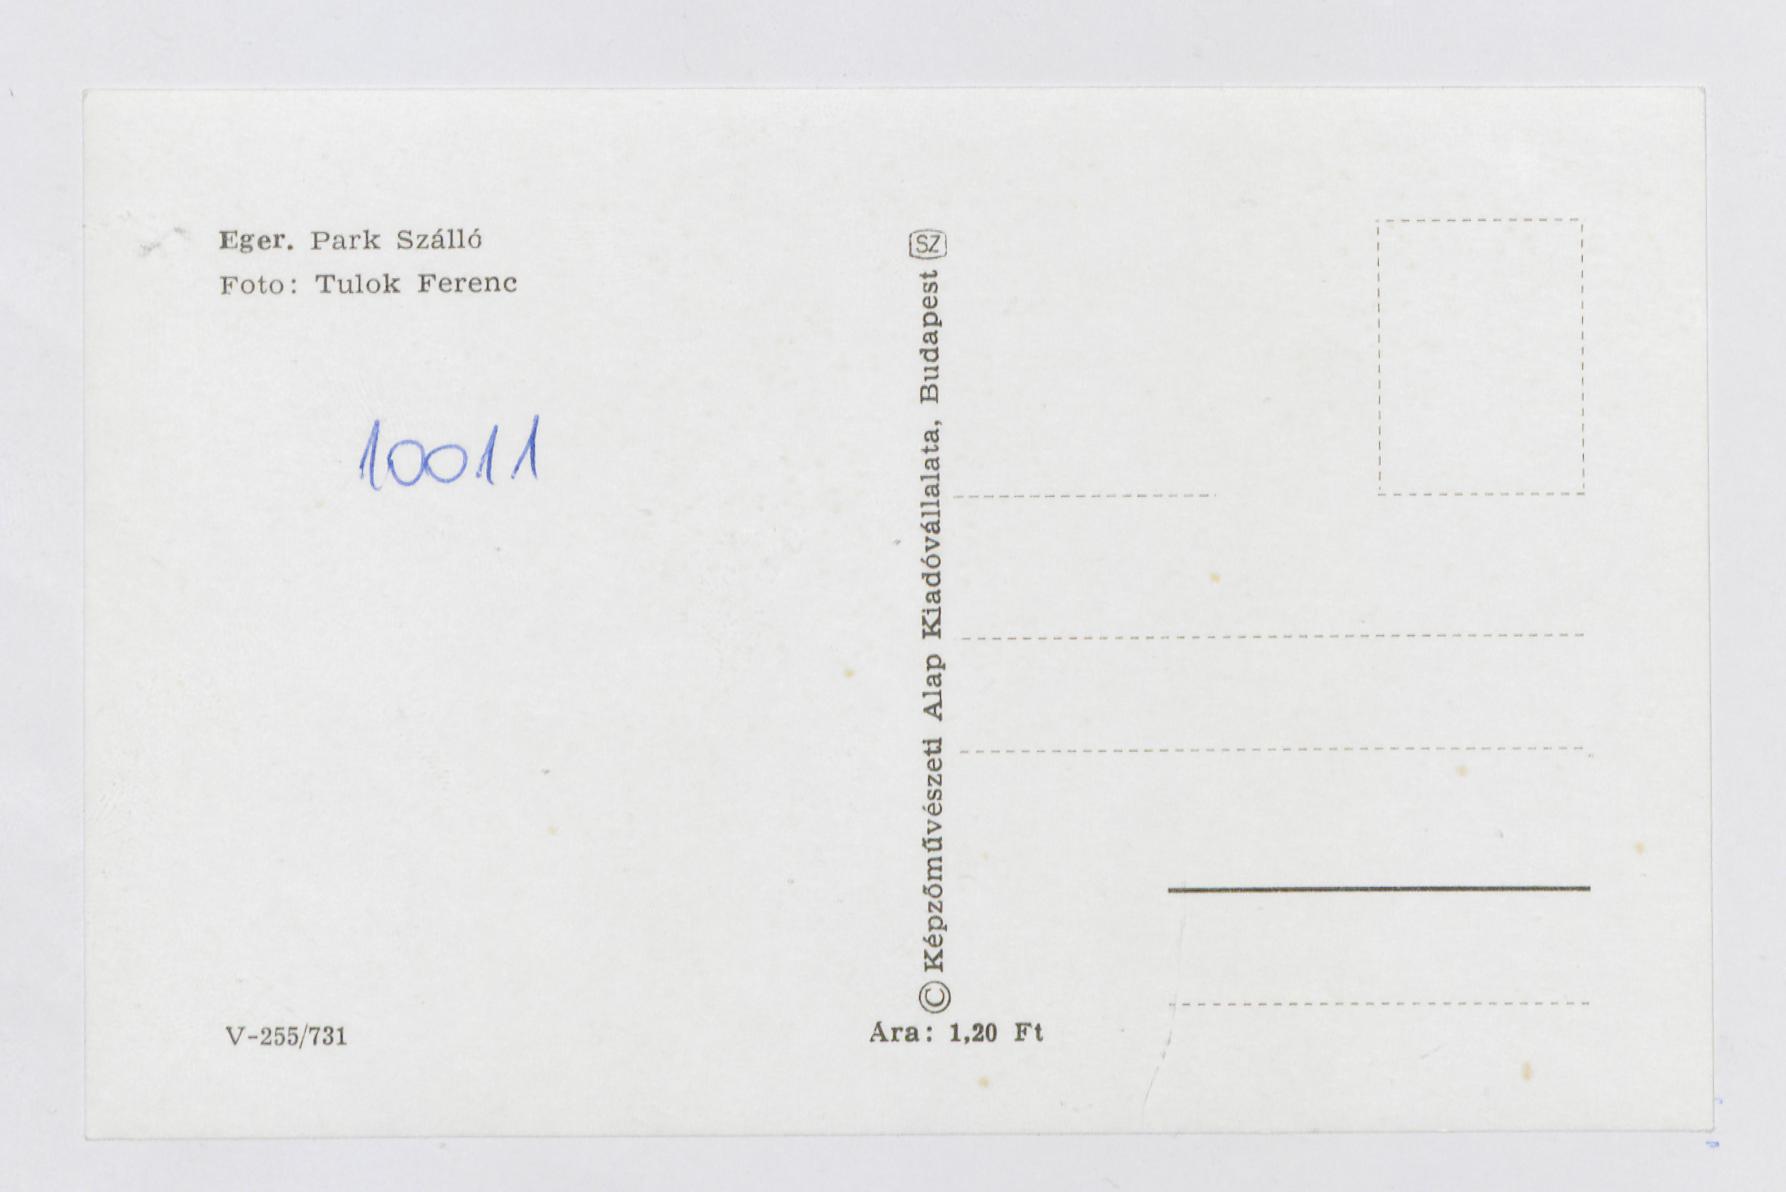 Eger. Park Szálló
Foto: Tulok Ferenc
10011
V-255/731
© Képzőművészeti Alap Kiadóvállalata, Budapest SZ
Ára: 1,20 Ft